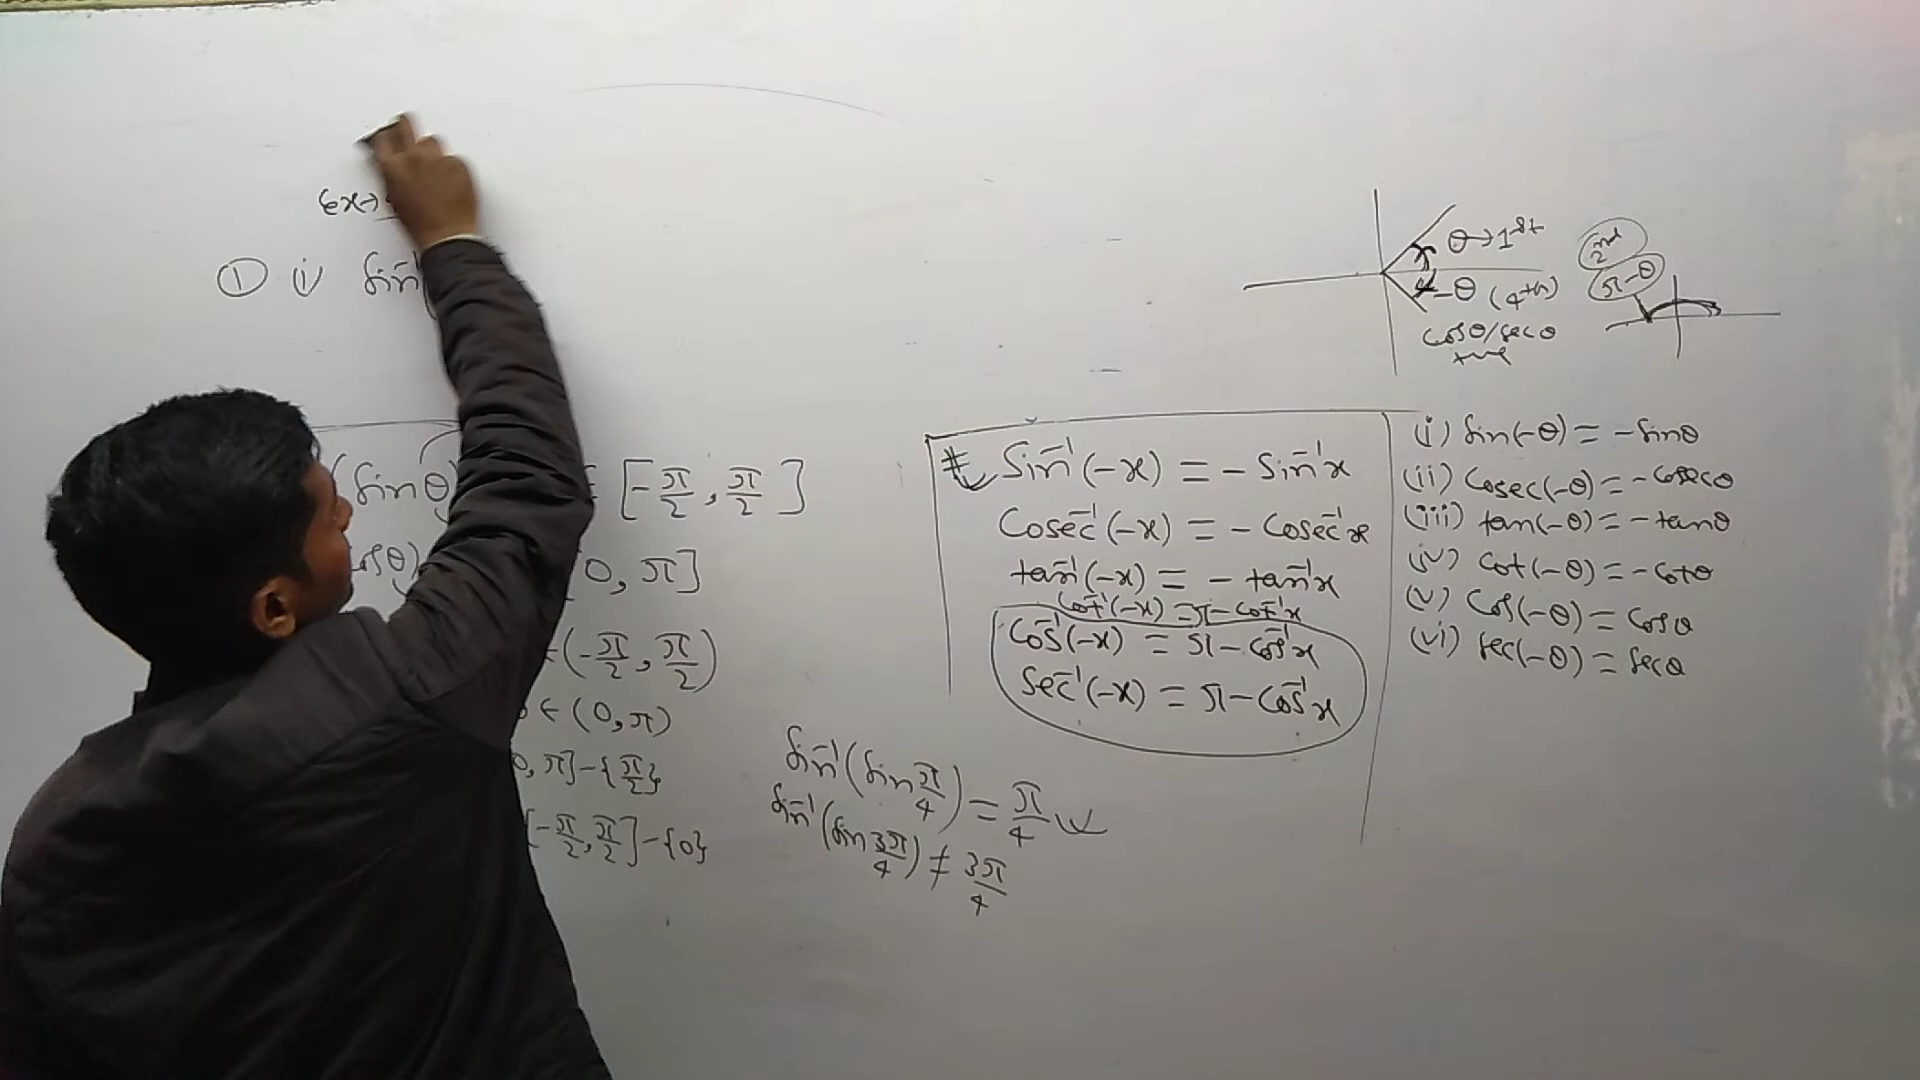 Ex→
① (i) Sin⁻¹
(sinθ) ∈ [-π/2, π/2]
cosθ) [0, π]
∈(-π/2, π/2)
θ ∈ (0, π)
0, π]-{π/2}
[-π/2, π/2]-{0}
Sin⁻¹(-x) = - Sin⁻¹x
Cosec⁻¹(-x) = - Cosec⁻¹x
tan⁻¹(-x) = - tan⁻¹x
Cot⁻¹(-x) = π - Cot⁻¹x
Cos⁻¹(-x) = π - Cos⁻¹x
Sec⁻¹(-x) = π - Cos⁻¹x
Sin⁻¹(Sin π/4) = π/4
Sin⁻¹(Sin 3π/4) ≠ 3π/4
θ→1st
-θ (4th)
Cosθ/Secθ
+ve
2nd
π-θ
(i) Sin(-θ) = -Sinθ
(ii) Cosec(-θ) = -Cosecθ
(iii) tan(-θ) = -tanθ
(iv) Cot(-θ) = -Cotθ
(v) Cos(-θ) = Cosθ
(vi) Sec(-θ) = Secθ